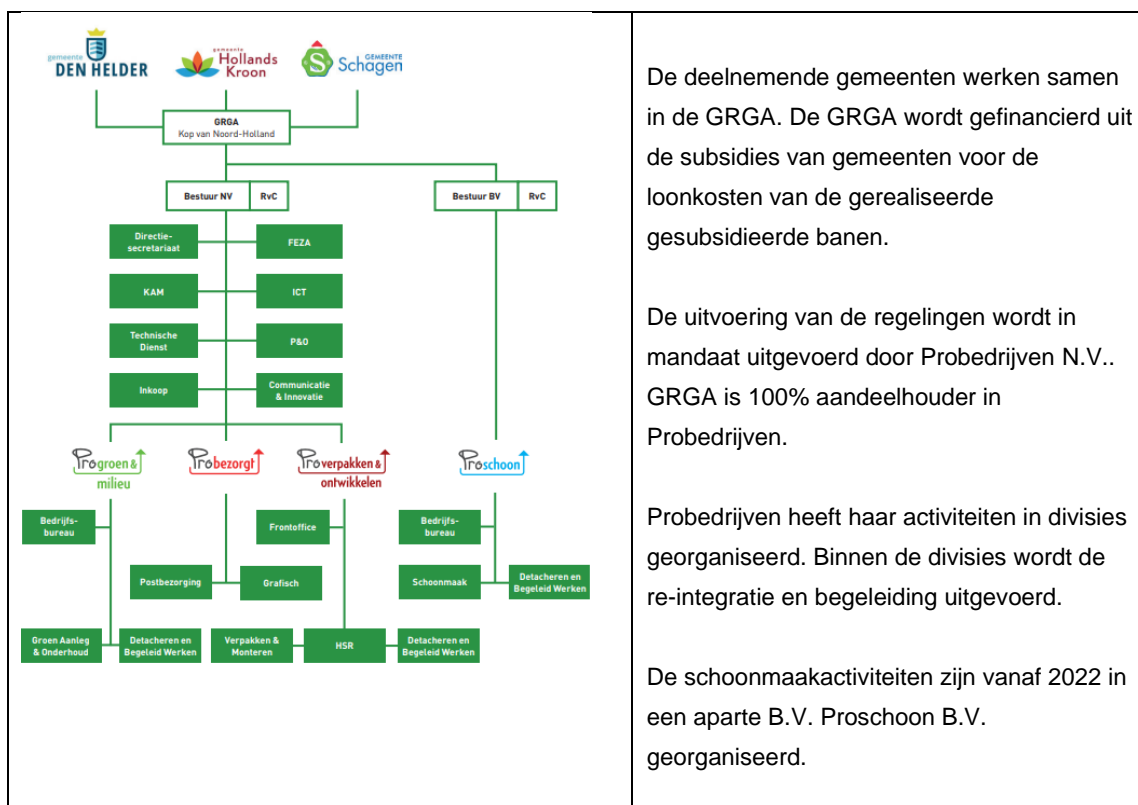 gemeente
DEN HELDER
gemeente
Hollands
Kroon
GEMEENTE
Schagen
GRGA
Kop van Noord-Holland
Bestuur NV
RvC
Bestuur BV
RvC
Directie-
secretariaat
FEZA
KAM
ICT
Technische
Dienst
P&O
Inkoop
Communicatie
& Innovatie
Progroen &
milieu
Probezorgt
Proverpakken &
ontwikkelen
Proschoon
Bedrijfs-
bureau
Frontoffice
Bedrijfs-
bureau
Postbezorging
Grafisch
Schoonmaak
Detacheren en
Begeleid Werken
Groen Aanleg
& Onderhoud
Detacheren en
Begeleid Werken
Verpakken &
Monteren
HSR
Detacheren en
Begeleid Werken
De deelnemende gemeenten werken samen
in de GRGA. De GRGA wordt gefinancierd uit
de subsidies van gemeenten voor de
loonkosten van de gerealiseerde
gesubsidieerde banen.
De uitvoering van de regelingen wordt in
mandaat uitgevoerd door Probedrijven N.V..
GRGA is 100% aandeelhouder in
Probedrijven.
Probedrijven heeft haar activiteiten in divisies
georganiseerd. Binnen de divisies wordt de
re-integratie en begeleiding uitgevoerd.
De schoonmaakactiviteiten zijn vanaf 2022 in
een aparte B.V. Proschoon B.V.
georganiseerd.